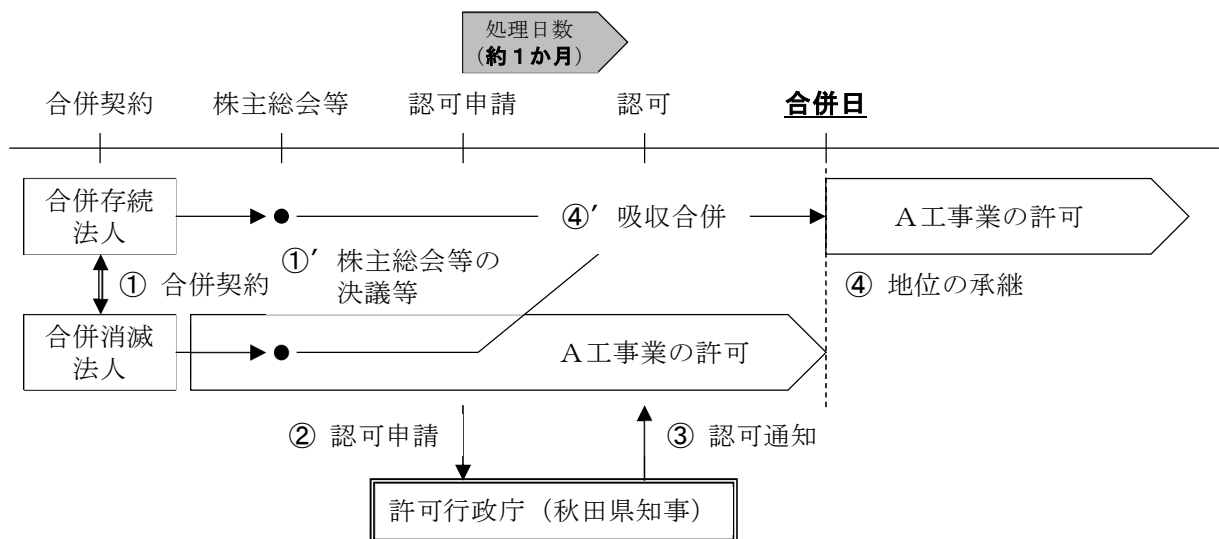 処理日数
（約１か月）
合併契約
株主総会等
認可申請
認可
合併日
合併存続
法人
④′ 吸収合併
Ａ工事業の許可
①′ 株主総会等の
決議等
① 合併契約
④ 地位の承継
合併消滅
法人
Ａ工事業の許可
② 認可申請
③ 認可通知
許可行政庁（秋田県知事）